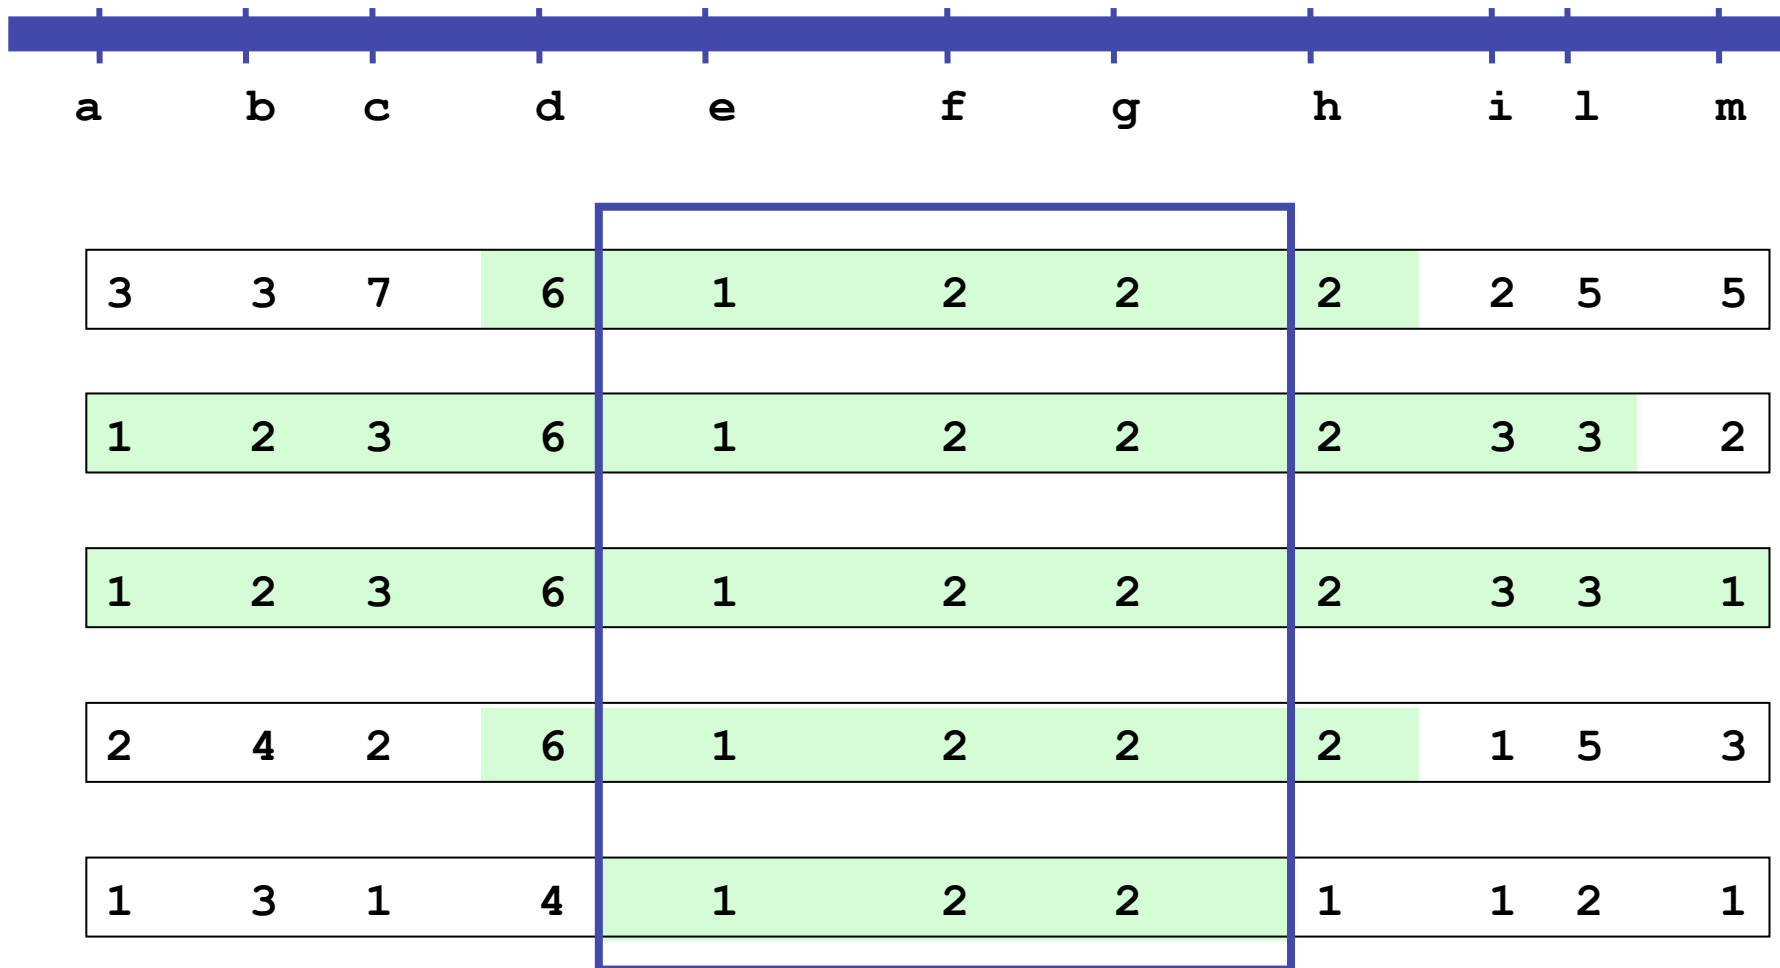 a b c d e f g h i l m
3 3 7 6 1 2 2 2 2 5 5
1 2 3 6 1 2 2 2 3 3 2
1 2 3 6 1 2 2 2 3 3 1
2 4 2 6 1 2 2 2 1 5 3
1 3 1 4 1 2 2 1 1 2 1